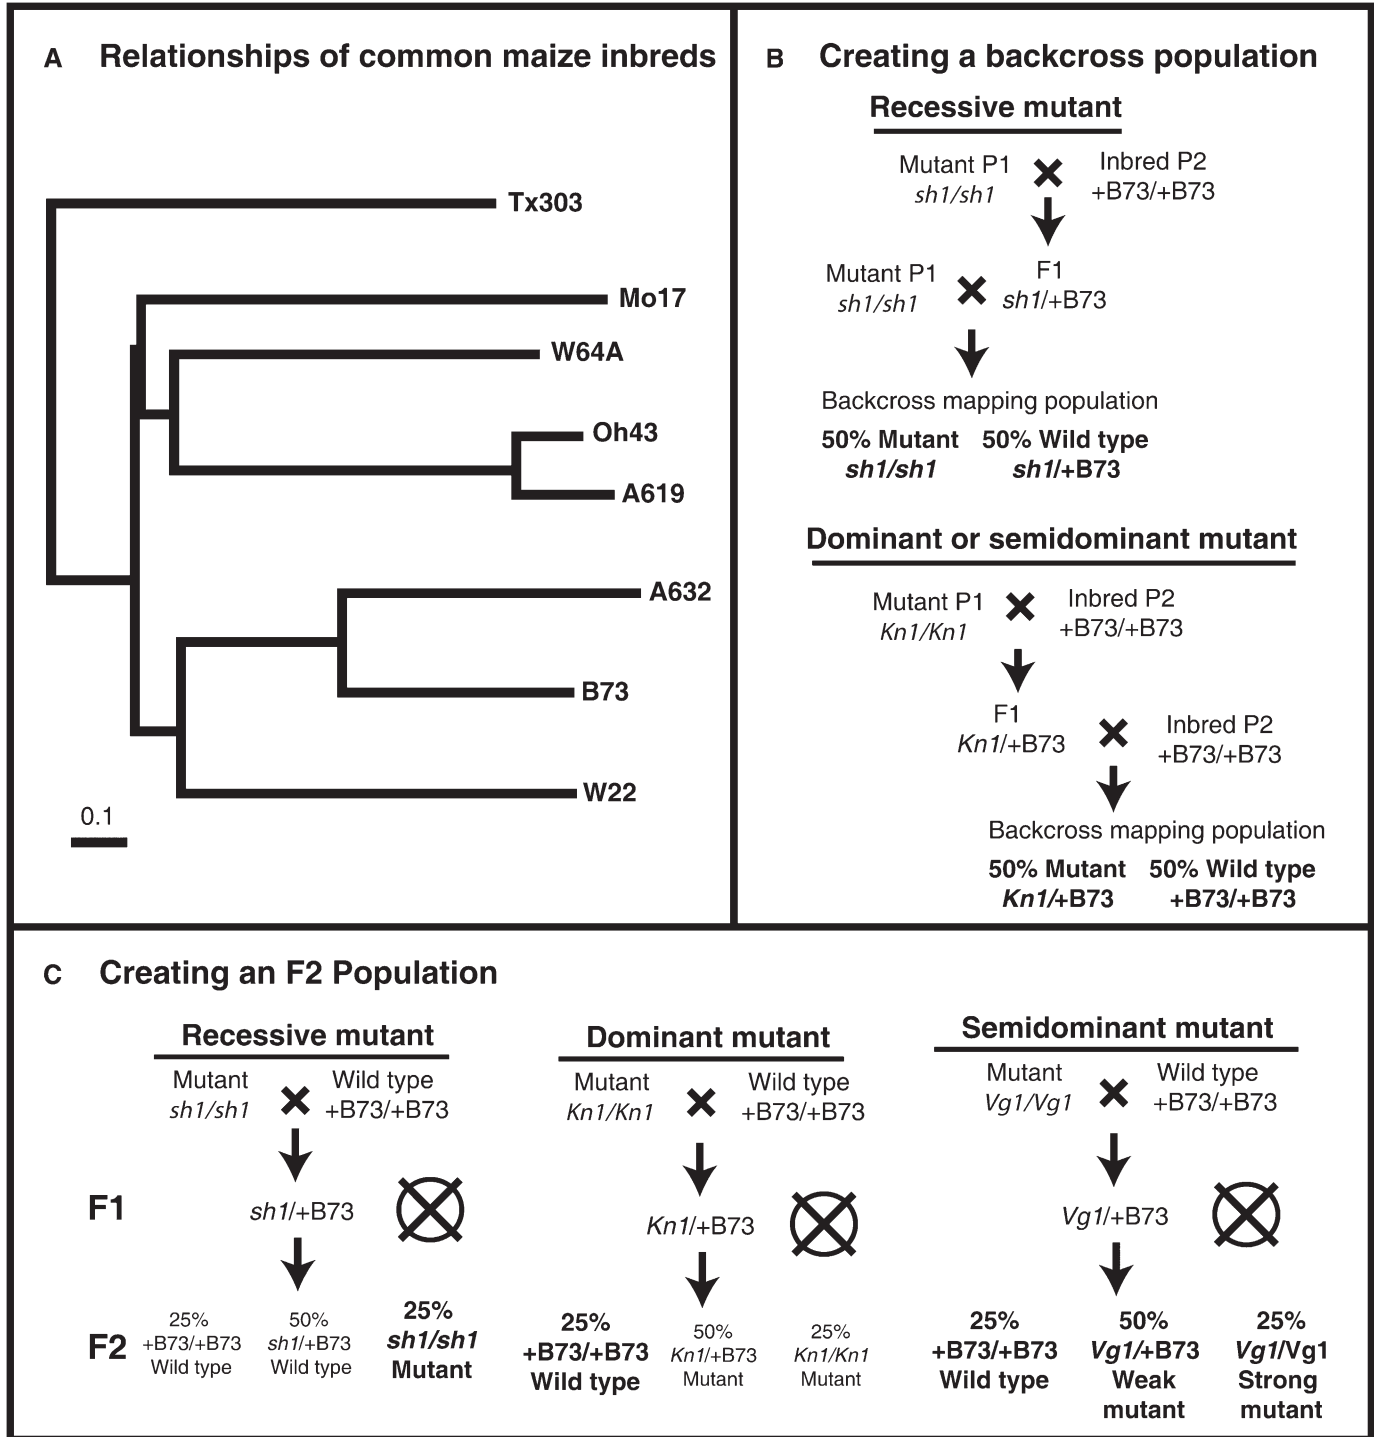 A Relationships of common maize inbreds
Tx303
Mo17
W64A
Oh43
A619
A632
B73
W22
0.1
B Creating a backcross population
Recessive mutant
Mutant P1 Inbred P2
sh1/sh1 +B73/+B73
Mutant P1 F1
sh1/sh1 sh1/+B73
Backcross mapping population
50% Mutant 50% Wild type
sh1/sh1 sh1/+B73
Dominant or semidominant mutant
Mutant P1 Inbred P2
Kn1/Kn1 +B73/+B73
F1 Inbred P2
Kn1/+B73 +B73/+B73
Backcross mapping population
50% Mutant 50% Wild type
Kn1/+B73 +B73/+B73
C Creating an F2 Population
Recessive mutant
Mutant Wild type
sh1/sh1 +B73/+B73
F1 sh1/+B73
F2
25% 50% 25%
+B73/+B73 sh1/+B73 sh1/sh1
Wild type Wild type Mutant
Dominant mutant
Mutant Wild type
Kn1/Kn1 +B73/+B73
Kn1/+B73
25% 50% 25%
+B73/+B73 Kn1/+B73 Kn1/Kn1
Wild type Mutant Mutant
Semidominant mutant
Mutant Wild type
Vg1/Vg1 +B73/+B73
Vg1/+B73
25% 50% 25%
+B73/+B73 Vg1/+B73 Vg1/Vg1
Wild type Weak Strong
mutant mutant